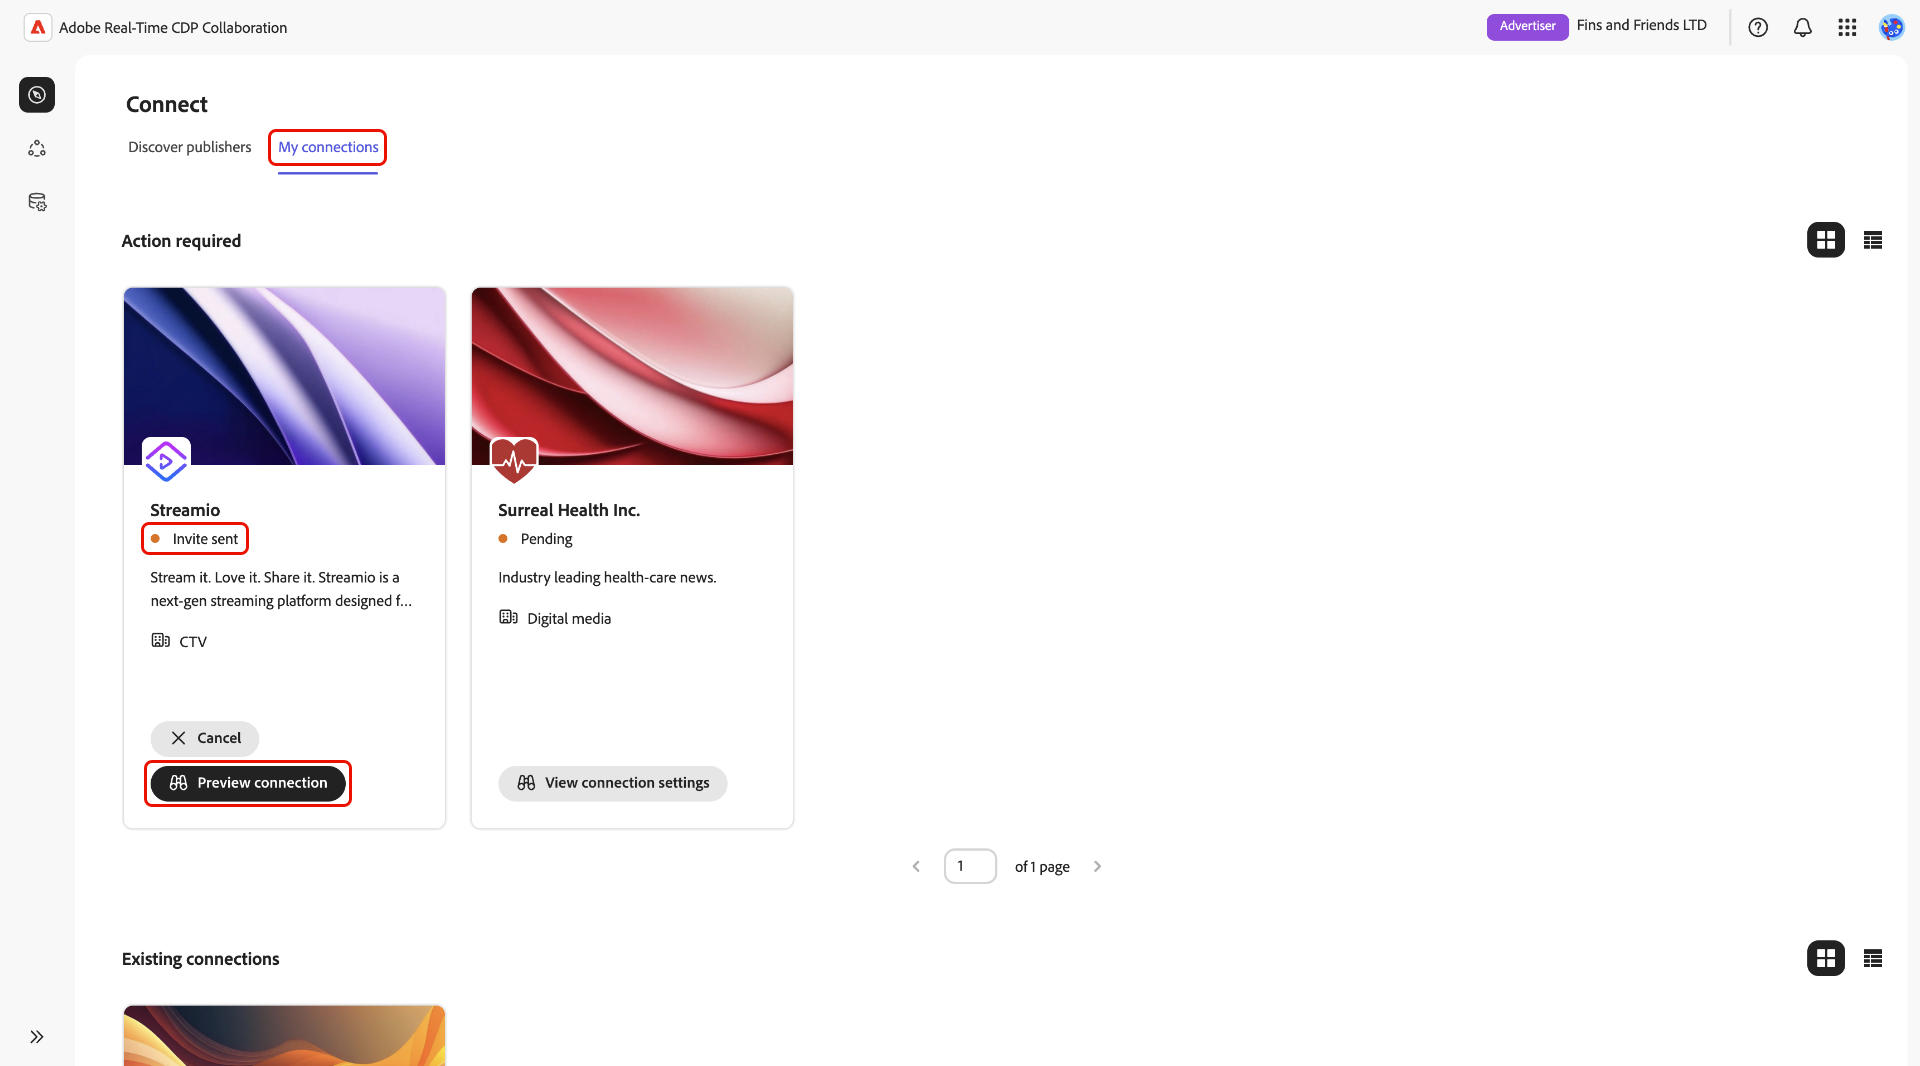 Adobe Real-Time CDP Collaboration
Advertiser
Fins and Friends LTD
Connect
Discover publishers
My connections
Action required
Streamio
Invite sent
Stream it. Love it. Share it. Streamio is a
next-gen streaming platform designed f...
CTV
Cancel
Preview connection
Surreal Health Inc.
Pending
Industry leading health-care news.
Digital media
View connection settings
1
of 1 page
Existing connections